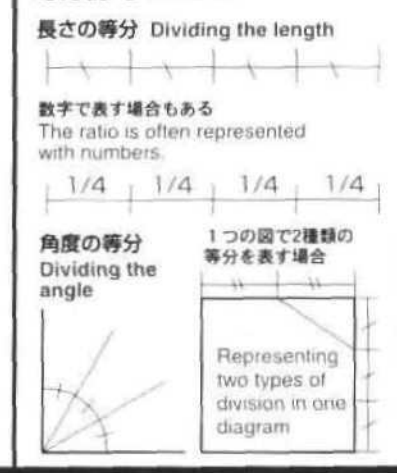 長さの等分 Dividing the length
数字で表す場合もある
The ratio is often represented
with numbers.
1/4 1/4 1/4 1/4
角度の等分
Dividing the
angle
1つの図で2種類の
等分を表す場合
Representing
two types of
division in one
diagram